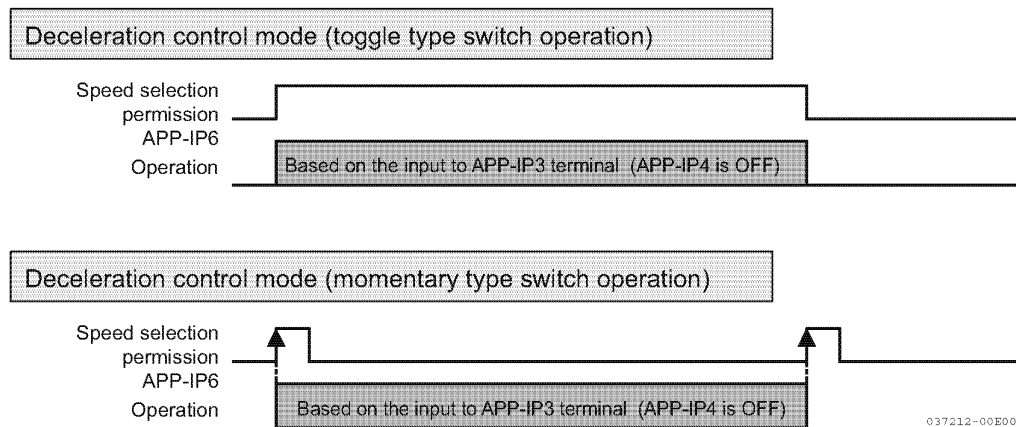 Deceleration control mode (toggle type switch operation)
Speed selection
permission
APP-IP6
Operation
Based on the input to APP-IP3 terminal (APP-IP4 is OFF)
Deceleration control mode (momentary type switch operation)
Speed selection
permission
APP-IP6
Operation
Based on the input to APP-IP3 terminal (APP-IP4 is OFF)
037212-00E00